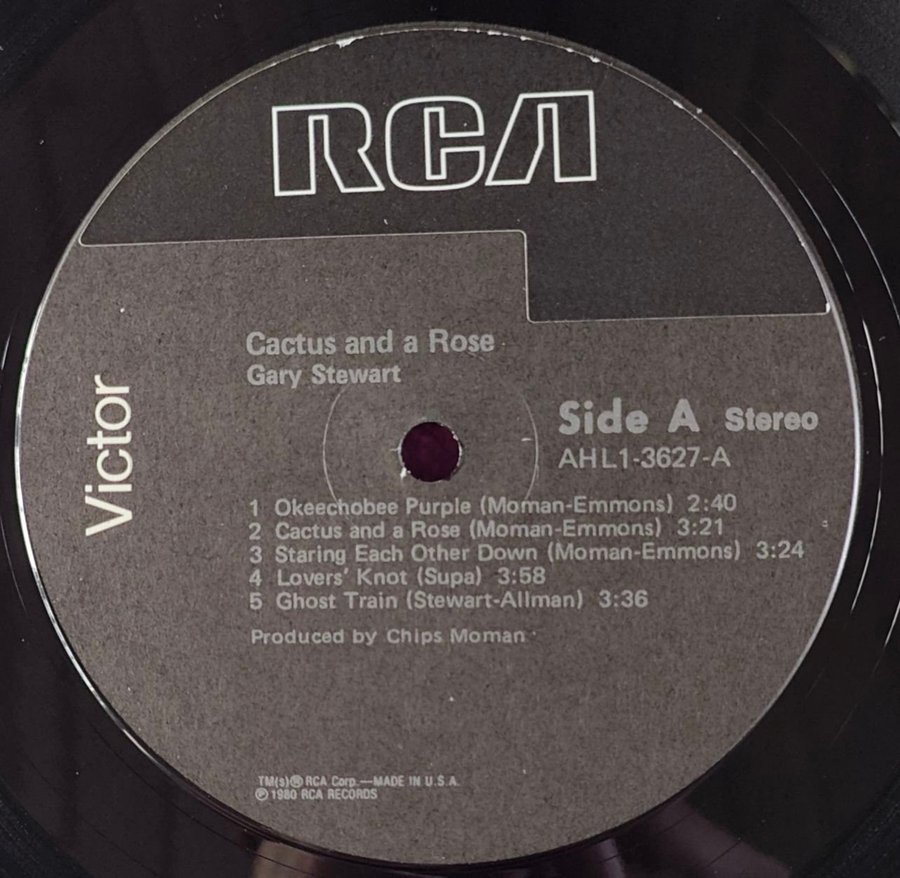 RCA
Victor
Cactus and a Rose
Gary Stewart
Side A Stereo
AHL1-3627-A
1 Okeechobee Purple (Moman-Emmons) 2:40
2 Cactus and a Rose (Moman-Emmons) 3:21
3 Staring Each Other Down (Moman-Emmons) 3:24
4 Lovers' Knot (Supa) 3:58
5 Ghost Train (Stewart-Allman) 3:36
Produced by Chips Moman
TM(s)® RCA Corp.—MADE IN U.S.A.
℗ 1980 RCA RECORDS